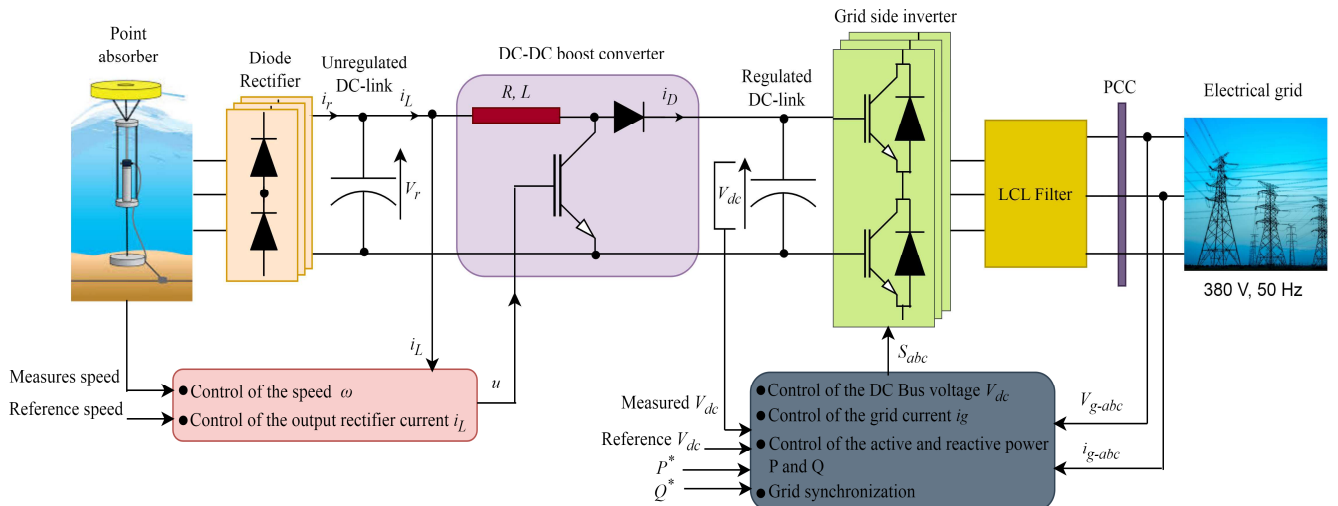 Point
absorber
Diode
Rectifier
Unregulated
DC-link
DC-DC boost converter
Regulated
DC-link
Grid side inverter
PCC
Electrical grid
i_r
i_L
R, L
i_D
V_r
V_dc
LCL Filter
380 V, 50 Hz
i_L
u
S_abc
Measures speed
Reference speed
● Control of the speed ω
● Control of the output rectifier current i_L
Measured V_dc
Reference V_dc
P*
Q*
● Control of the DC Bus voltage V_dc
● Control of the grid current ig
● Control of the active and reactive power
P and Q
● Grid synchronization
V_g-abc
i_g-abc